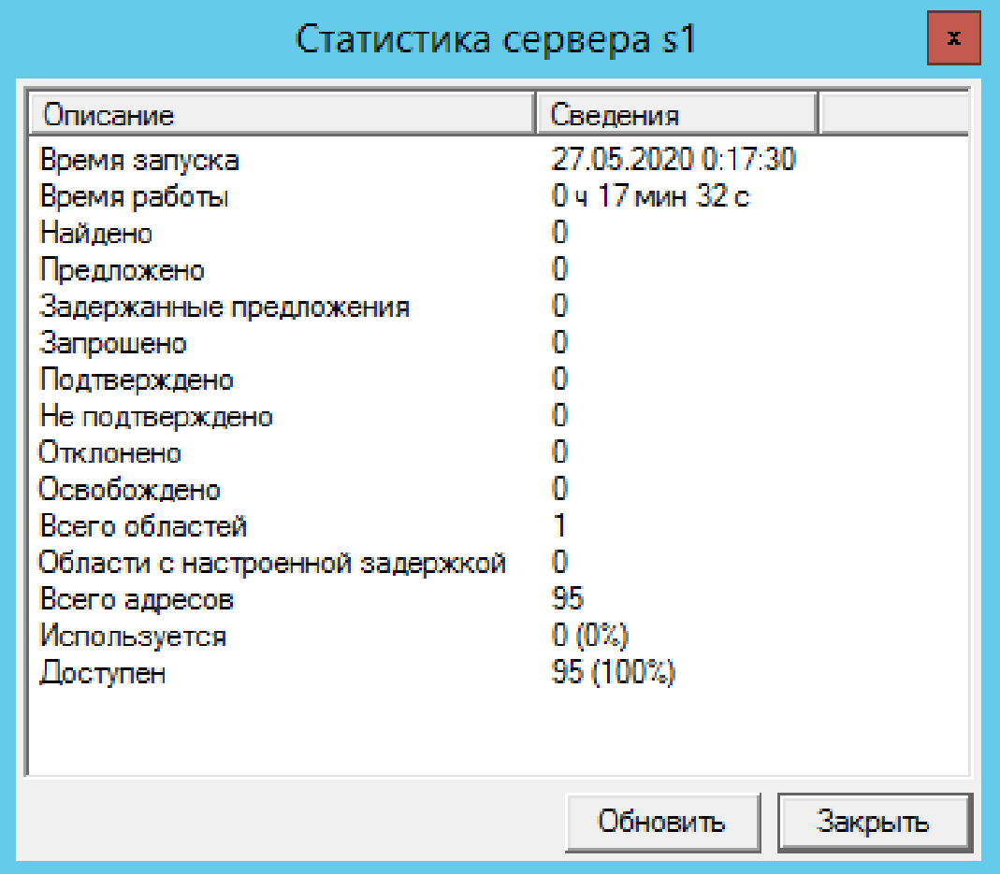 Статистика сервера s1
x
Описание Сведения
Время запуска 27.05.2020 0:17:30
Время работы 0 ч 17 мин 32 с
Найдено 0
Предложено 0
Задержанные предложения 0
Запрошено 0
Подтверждено 0
Не подтверждено 0
Отклонено 0
Освобождено 0
Всего областей 1
Области с настроенной задержкой 0
Всего адресов 95
Используется 0 (0%)
Доступен 95 (100%)
Обновить Закрыть